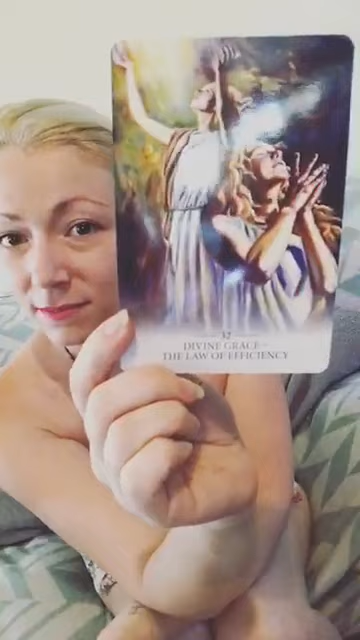 32
DIVINE GRACE—
THE LAW OF EFFICIENCY